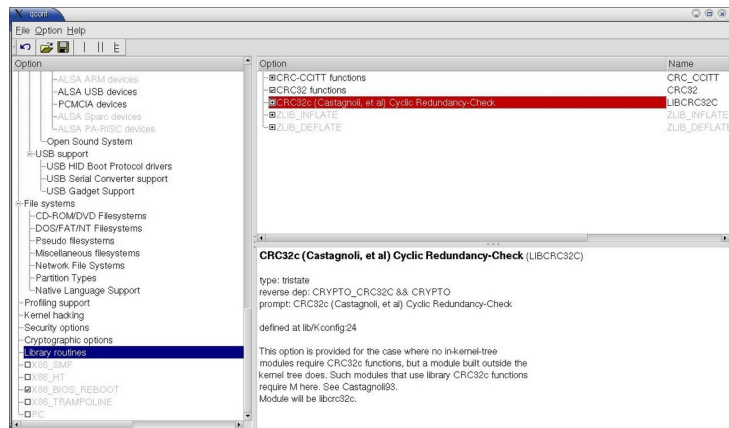 qconf
File Option Help
Option
ALSA ARM devices
ALSA USB devices
PCMCIA devices
ALSA Sparc devices
ALSA PA-RISC devices
Open Sound System
USB support
USB HID Boot Protocol drivers
USB Serial Converter support
USB Gadget Support
File systems
CD-ROM/DVD Filesystems
DOS/FAT/NT Filesystems
Pseudo filesystems
Miscellaneous filesystems
Network File Systems
Partition Types
Native Language Support
Profiling support
Kernel hacking
Security options
Cryptographic options
Library routines
X86_SMP
X86_HT
X86_BIOS_REBOOT
X86_TRAMPOLINE
PC
Option Name
CRC-CCITT functions CRC_CCITT
CRC32 functions CRC32
CRC32c (Castagnoli, et al) Cyclic Redundancy-Check LIBCRC32C
ZLIB_INFLATE ZLIB_INFLATE
ZLIB_DEFLATE ZLIB_DEFLATE
CRC32c (Castagnoli, et al) Cyclic Redundancy-Check (LIBCRC32C)
type: tristate
reverse dep: CRYPTO_CRC32C && CRYPTO
prompt: CRC32c (Castagnoli, et al) Cyclic Redundancy-Check
defined at lib/Kconfig:24
This option is provided for the case where no in-kernel-tree
modules require CRC32c functions, but a module built outside the
kernel tree does. Such modules that use library CRC32c functions
require M here. See Castagnoli93.
Module will be libcrc32c.